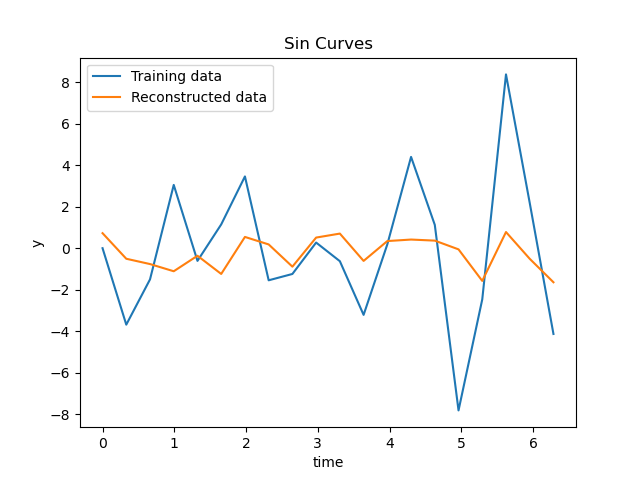 Sin Curves
Training data
Reconstructed data
8
6
4
2
0
−2
−4
−6
−8
y
0 1 2 3 4 5 6
time